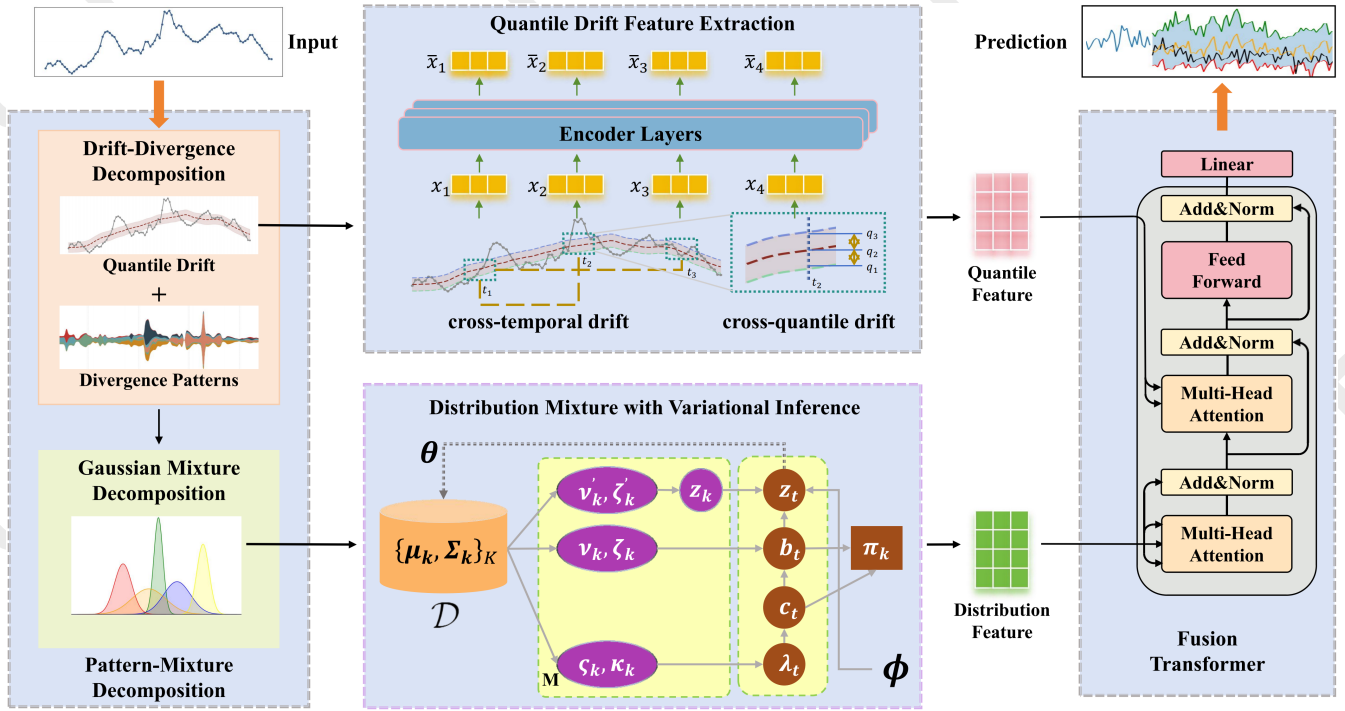 Input
Drift-Divergence
Decomposition
Quantile Drift
+
Divergence Patterns
Gaussian Mixture
Decomposition
Pattern-Mixture
Decomposition
Quantile Drift Feature Extraction
x̄₁ x̄₂ x̄₃ x̄₄
Encoder Layers
x₁ x₂ x₃ x₄
t₁ t₂ t₃
q₃
q₂
q₁
t₂
cross-temporal drift cross-quantile drift
Distribution Mixture with Variational Inference
θ
{μₖ, Σₖ}K
𝒟
ν′ₖ, ζ′ₖ zₖ zₜ
νₖ, ζₖ bₜ πₖ
cₜ
ςₖ, κₖ λₜ
M
ϕ
Quantile
Feature
Distribution
Feature
Prediction
Linear
Add&Norm
Feed
Forward
Add&Norm
Multi-Head
Attention
Add&Norm
Multi-Head
Attention
Fusion
Transformer